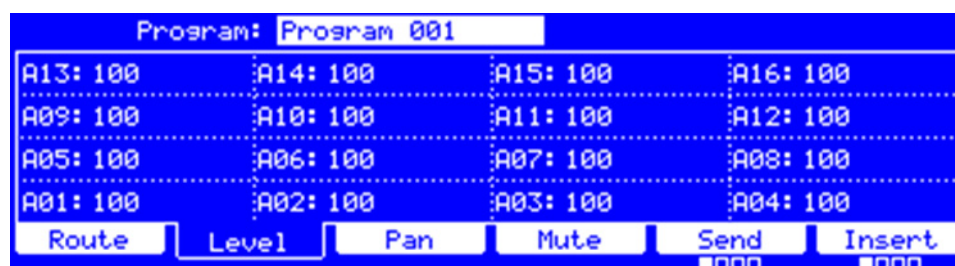 Program: Program 001
A13: 100 A14: 100 A15: 100 A16: 100
A09: 100 A10: 100 A11: 100 A12: 100
A05: 100 A06: 100 A07: 100 A08: 100
A01: 100 A02: 100 A03: 100 A04: 100
Route Level Pan Mute Send Insert